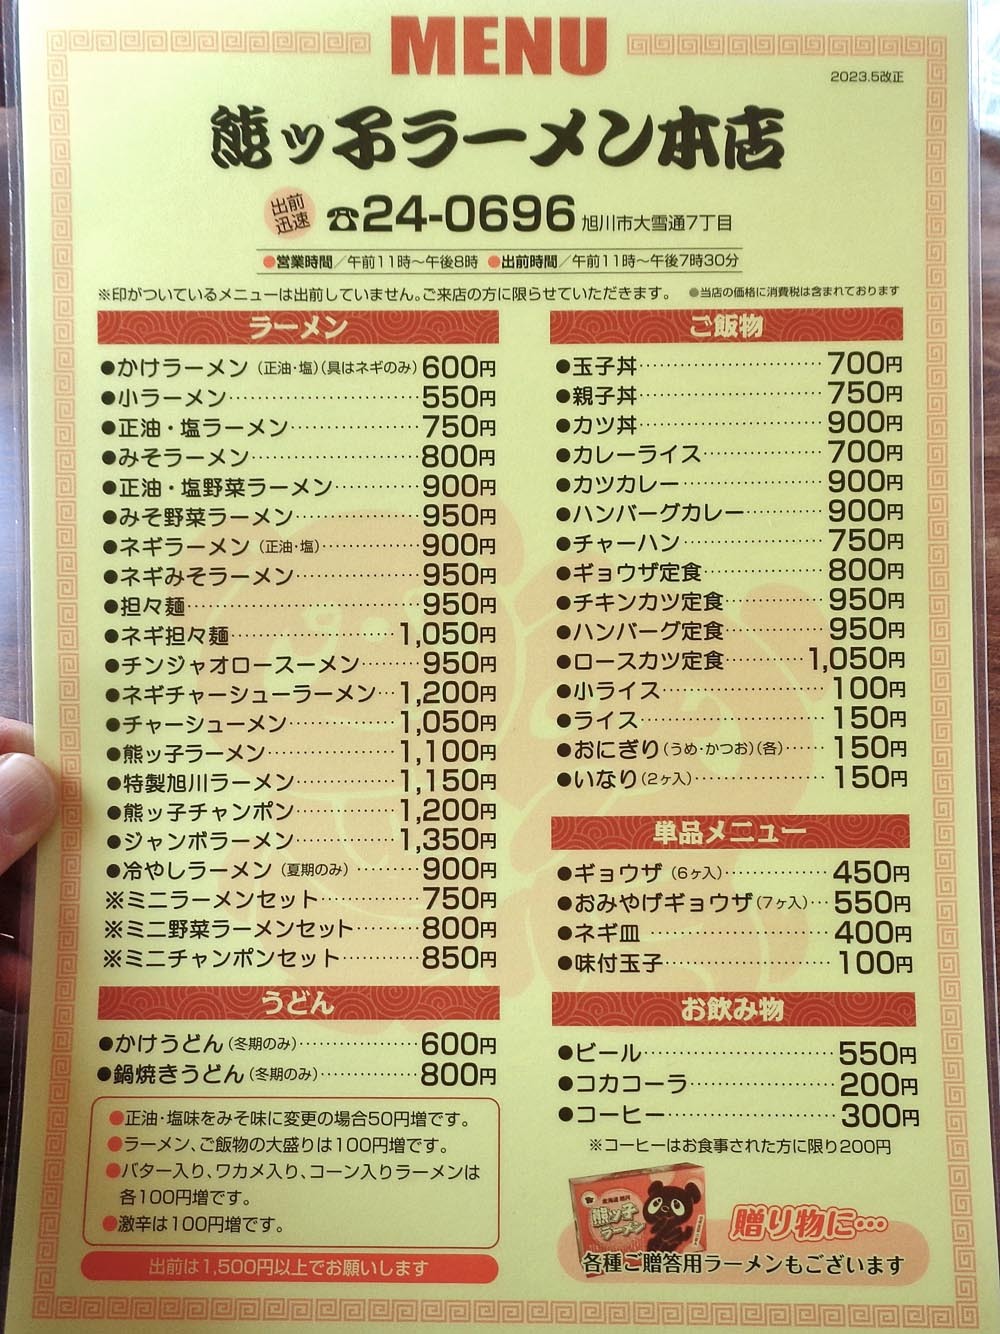 MENU
2023.5改正
熊ッ子ラーメン本店
出前迅速 ☎24-0696 旭川市大雪通7丁目
●営業時間／午前11時～午後8時 ●出前時間／午前11時～午後7時30分
※印がついているメニューは出前していません。ご来店の方に限らせていただきます。 ●当店の価格に消費税は含まれております
ラーメン
●かけラーメン（正油・塩）（具はネギのみ）600円
●小ラーメン……550円
●正油・塩ラーメン……750円
●みそラーメン……800円
●正油・塩野菜ラーメン……900円
●みそ野菜ラーメン……950円
●ネギラーメン（正油・塩）……900円
●ネギみそラーメン……950円
●担々麺……950円
●ネギ担々麺……1,050円
●チンジャオロースーメン……950円
●ネギチャーシューラーメン…1,200円
●チャーシューメン……1,050円
●熊ッ子ラーメン……1,100円
●特製旭川ラーメン……1,150円
●熊ッ子チャンポン……1,200円
●ジャンボラーメン……1,350円
●冷やしラーメン（夏期のみ）……900円
※ミニラーメンセット……750円
※ミニ野菜ラーメンセット……800円
※ミニチャンポンセット……850円
うどん
●かけうどん（冬期のみ）……600円
●鍋焼きうどん（冬期のみ）……800円
●正油・塩味をみそ味に変更の場合50円増です。
●ラーメン、ご飯物の大盛りは100円増です。
●バター入り、ワカメ入り、コーン入りラーメンは
各100円増です。
●激辛は100円増です。
出前は1,500円以上でお願いします
ご飯物
●玉子丼……700円
●親子丼……750円
●カツ丼……900円
●カレーライス……700円
●カツカレー……900円
●ハンバーグカレー……900円
●チャーハン……750円
●ギョウザ定食……800円
●チキンカツ定食……950円
●ハンバーグ定食……950円
●ロースカツ定食……1,050円
●小ライス……100円
●ライス……150円
●おにぎり（うめ・かつお）（各）……150円
●いなり（2ヶ入）……150円
単品メニュー
●ギョウザ（6ヶ入）……450円
●おみやげギョウザ（7ヶ入）…550円
●ネギ皿……400円
●味付玉子……100円
お飲み物
●ビール……550円
●コカコーラ……200円
●コーヒー……300円
※コーヒーはお食事された方に限り200円
北海道 旭川
熊ッ子
ラーメン
贈り物に…
各種ご贈答用ラーメンもございます